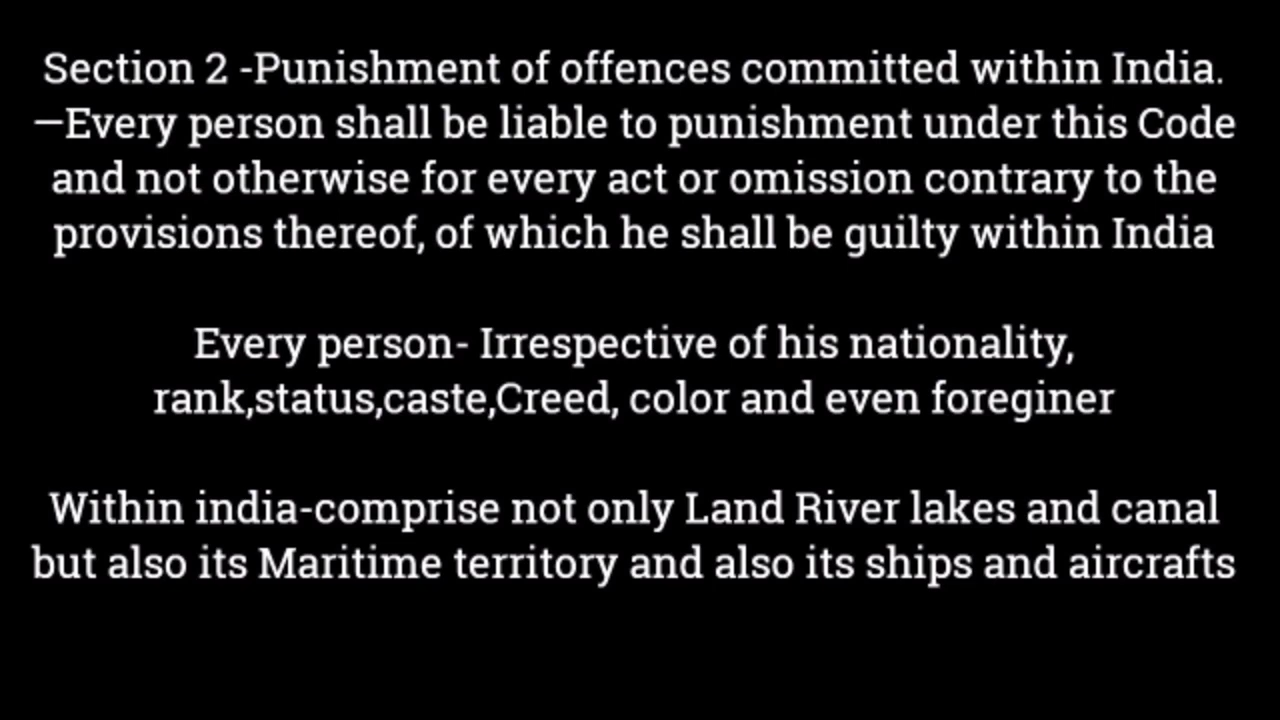 Section 2 -Punishment of offences committed within India.
—Every person shall be liable to punishment under this Code
and not otherwise for every act or omission contrary to the
provisions thereof, of which he shall be guilty within India
Every person- Irrespective of his nationality,
rank,status,caste,Creed, color and even foreginer
Within india-comprise not only Land River lakes and canal
but also its Maritime territory and also its ships and aircrafts